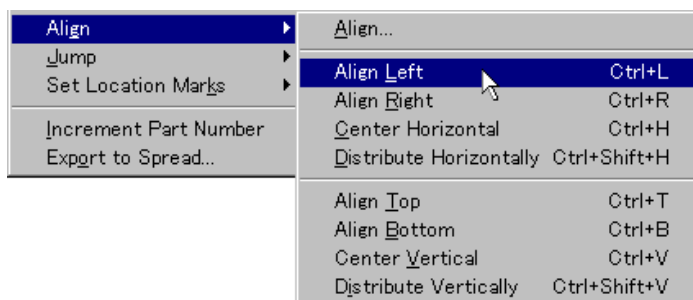 Align
Jump
Set Location Marks
Increment Part Number
Export to Spread...
Align...
Align Left Ctrl+L
Align Right Ctrl+R
Center Horizontal Ctrl+H
Distribute Horizontally Ctrl+Shift+H
Align Top Ctrl+T
Align Bottom Ctrl+B
Center Vertical Ctrl+V
Distribute Vertically Ctrl+Shift+V